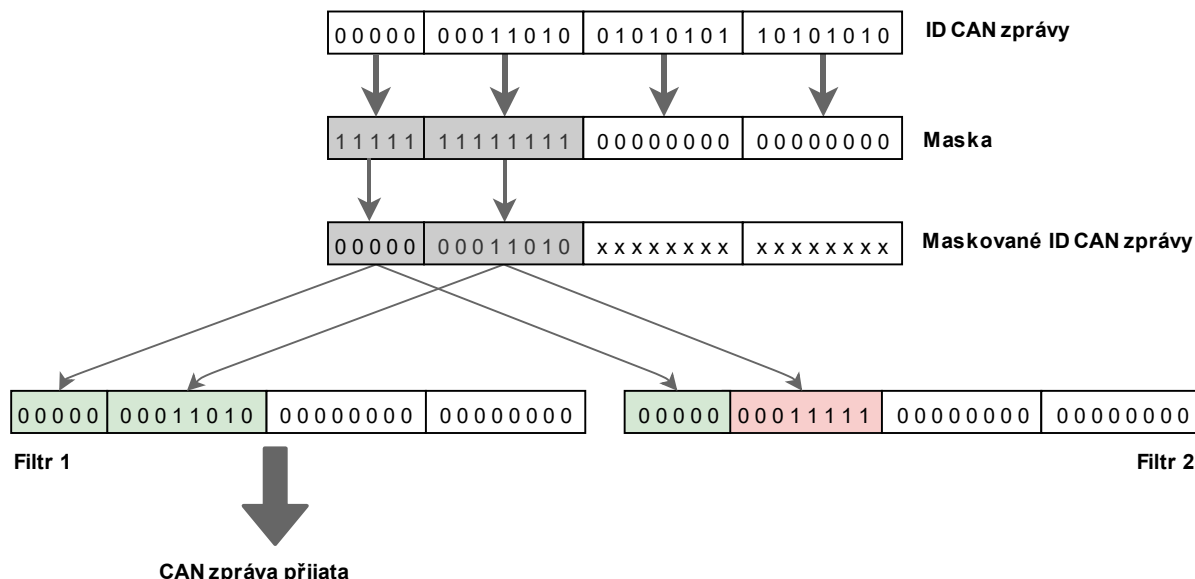 00000 00011010 01010101 10101010 ID CAN zprávy
11111 11111111 00000000 00000000 Maska
00000 00011010 xxxxxxxx xxxxxxxx Maskované ID CAN zprávy
00000 00011010 00000000 00000000 00000 00011111 00000000 00000000
Filtr 1 Filtr 2
CAN zpráva přijata